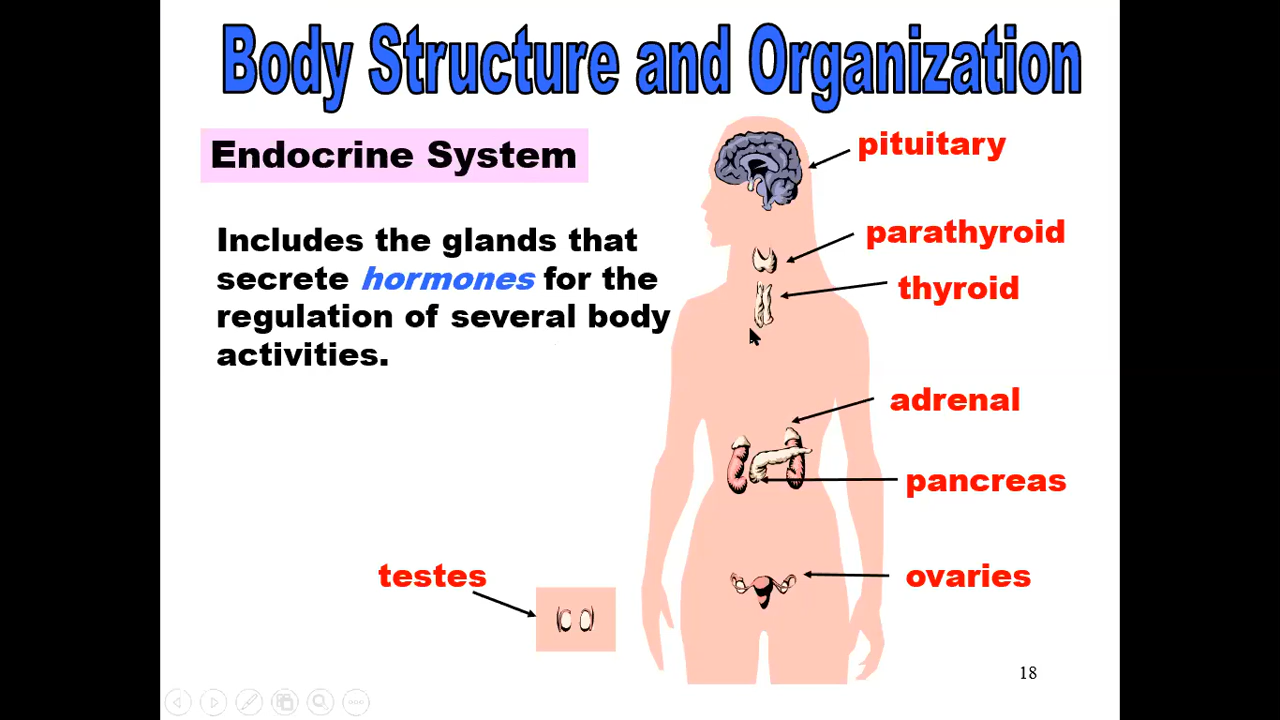 Body Structure and Organization
Endocrine System
Includes the glands that
secrete hormones for the
regulation of several body
activities.
pituitary
parathyroid
thyroid
adrenal
pancreas
ovaries
testes
18